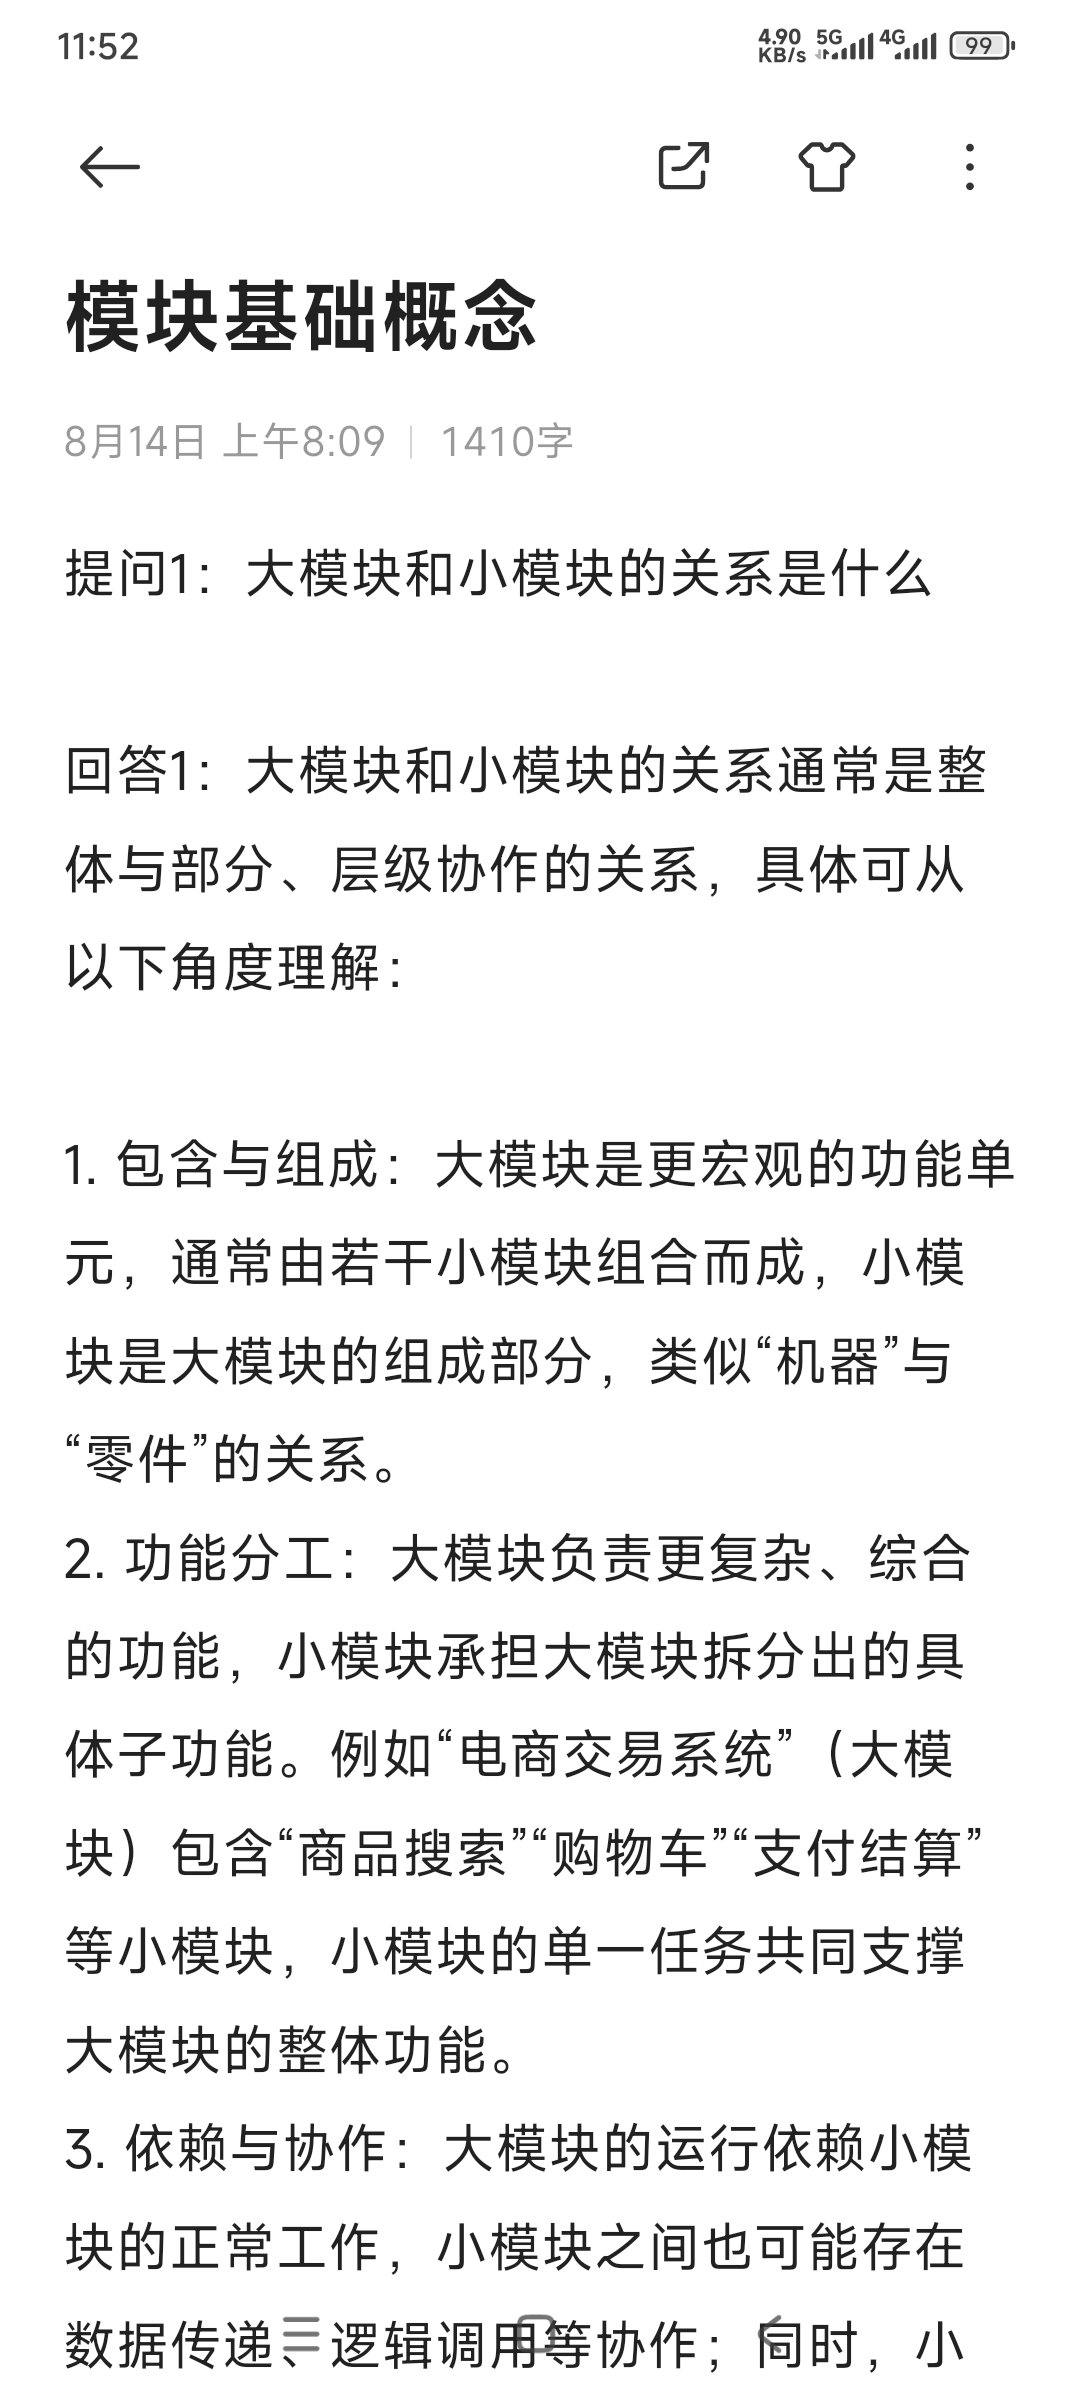 11:52
4.90 KB/s 5G 4G 99
模块基础概念
8月14日 上午8:09 | 1410字
提问1：大模块和小模块的关系是什么
回答1：大模块和小模块的关系通常是整
体与部分、层级协作的关系，具体可从
以下角度理解：
1. 包含与组成：大模块是更宏观的功能单
元，通常由若干小模块组合而成，小模
块是大模块的组成部分，类似“机器”与
“零件”的关系。
2. 功能分工：大模块负责更复杂、综合
的功能，小模块承担大模块拆分出的具
体子功能。例如“电商交易系统”（大模
块）包含“商品搜索”“购物车”“支付结算”
等小模块，小模块的单一任务共同支撑
大模块的整体功能。
3. 依赖与协作：大模块的运行依赖小模
块的正常工作，小模块之间也可能存在
数据传递、逻辑调用等协作；同时，小